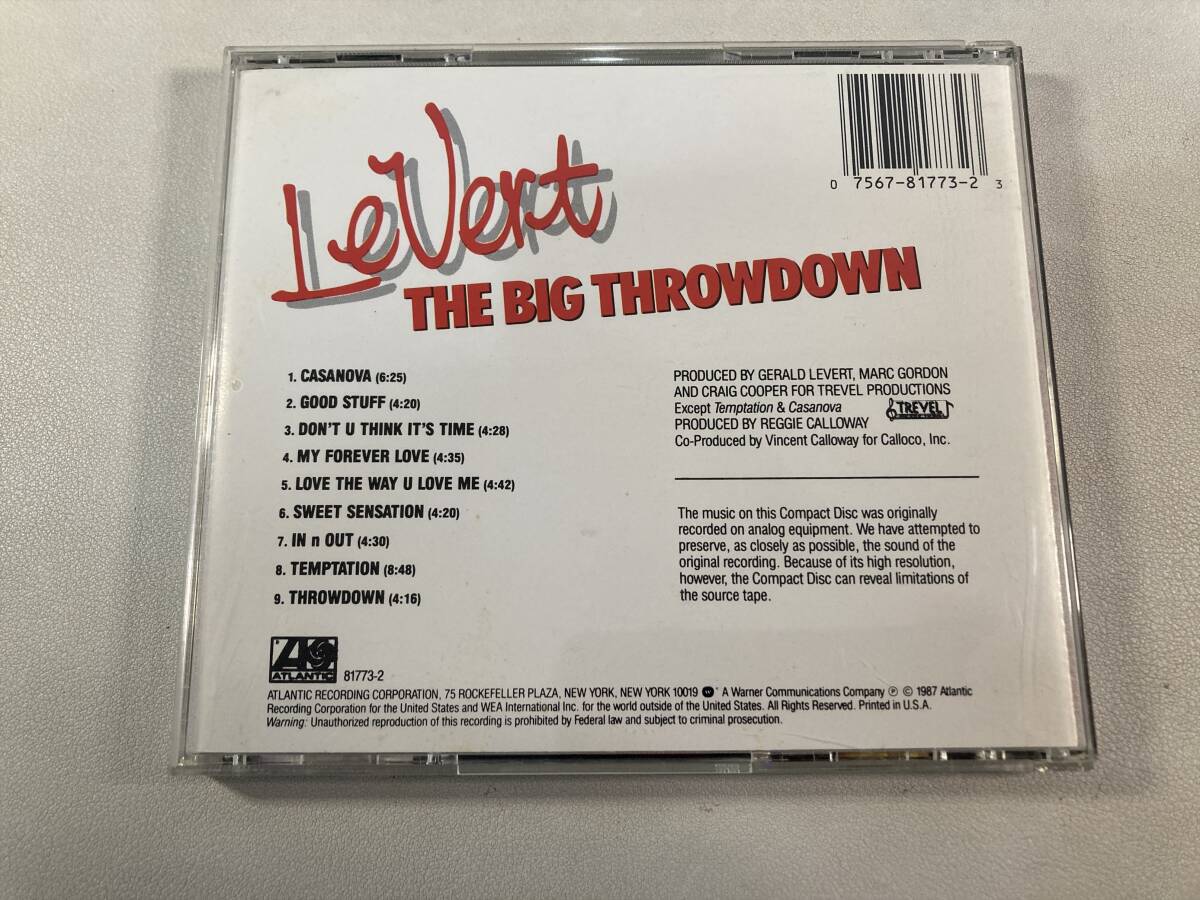 LeVert
THE BIG THROWDOWN
0 7567-81773-2 3
1. CASANOVA (6:25)
2. GOOD STUFF (4:20)
3. DON'T U THINK IT'S TIME (4:28)
4. MY FOREVER LOVE (4:35)
5. LOVE THE WAY U LOVE ME (4:42)
6. SWEET SENSATION (4:20)
7. IN n OUT (4:30)
8. TEMPTATION (8:48)
9. THROWDOWN (4:16)
PRODUCED BY GERALD LEVERT, MARC GORDON
AND CRAIG COOPER FOR TREVEL PRODUCTIONS
Except Temptation & Casanova
PRODUCED BY REGGIE CALLOWAY
Co-Produced by Vincent Calloway for Calloco, Inc.
TREVEL
The music on this Compact Disc was originally
recorded on analog equipment. We have attempted to
preserve, as closely as possible, the sound of the
original recording. Because of its high resolution,
however, the Compact Disc can reveal limitations of
the source tape.
ATLANTIC
81773-2
ATLANTIC RECORDING CORPORATION, 75 ROCKEFELLER PLAZA, NEW YORK, NEW YORK 10019 A Warner Communications Company ℗ © 1987 Atlantic
Recording Corporation for the United States and WEA International Inc. for the world outside of the United States. All Rights Reserved. Printed in U.S.A.
Warning: Unauthorized reproduction of this recording is prohibited by Federal law and subject to criminal prosecution.